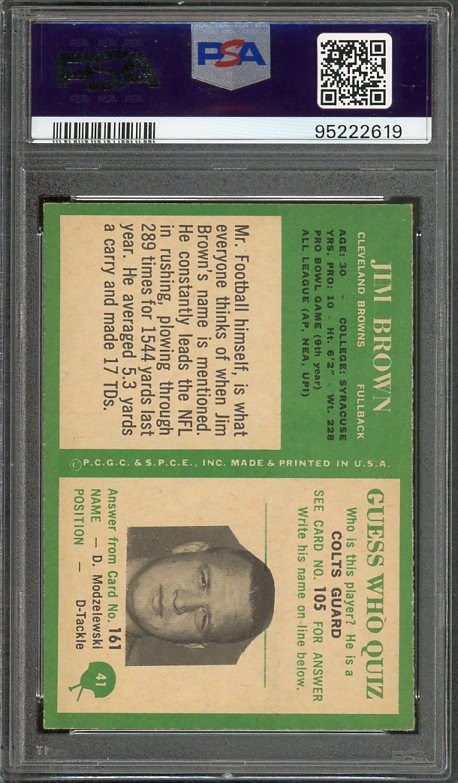 PSA
PSA
95222619
JIM BROWN
CLEVELAND BROWNS FULLBACK
AGE: 30 - COLLEGE: SYRACUSE
YRS. PRO: 10 - Ht. 6'2" Wt. 228
PRO BOWL GAME (9th year)
ALL LEAGUE (AP, NEA, UPI)
Mr. Football himself, is what
everyone thinks of when Jim
Brown's name is mentioned.
He constantly leads the NFL
in rushing, plowing through
289 times for 1544 yards last
year. He averaged 5.3 yards
a carry and made 17 TDs.
©P.C.G.C. & S.P.C.E., INC. MADE & PRINTED IN U.S.A.
GUESS WHO QUIZ
Who is this player? He is a
COLTS GUARD
SEE CARD NO. 105 FOR ANSWER
Write his name on line below.
Answer from Card No. 161
NAME — D. Modzelewski
POSITION — D-Tackle
41